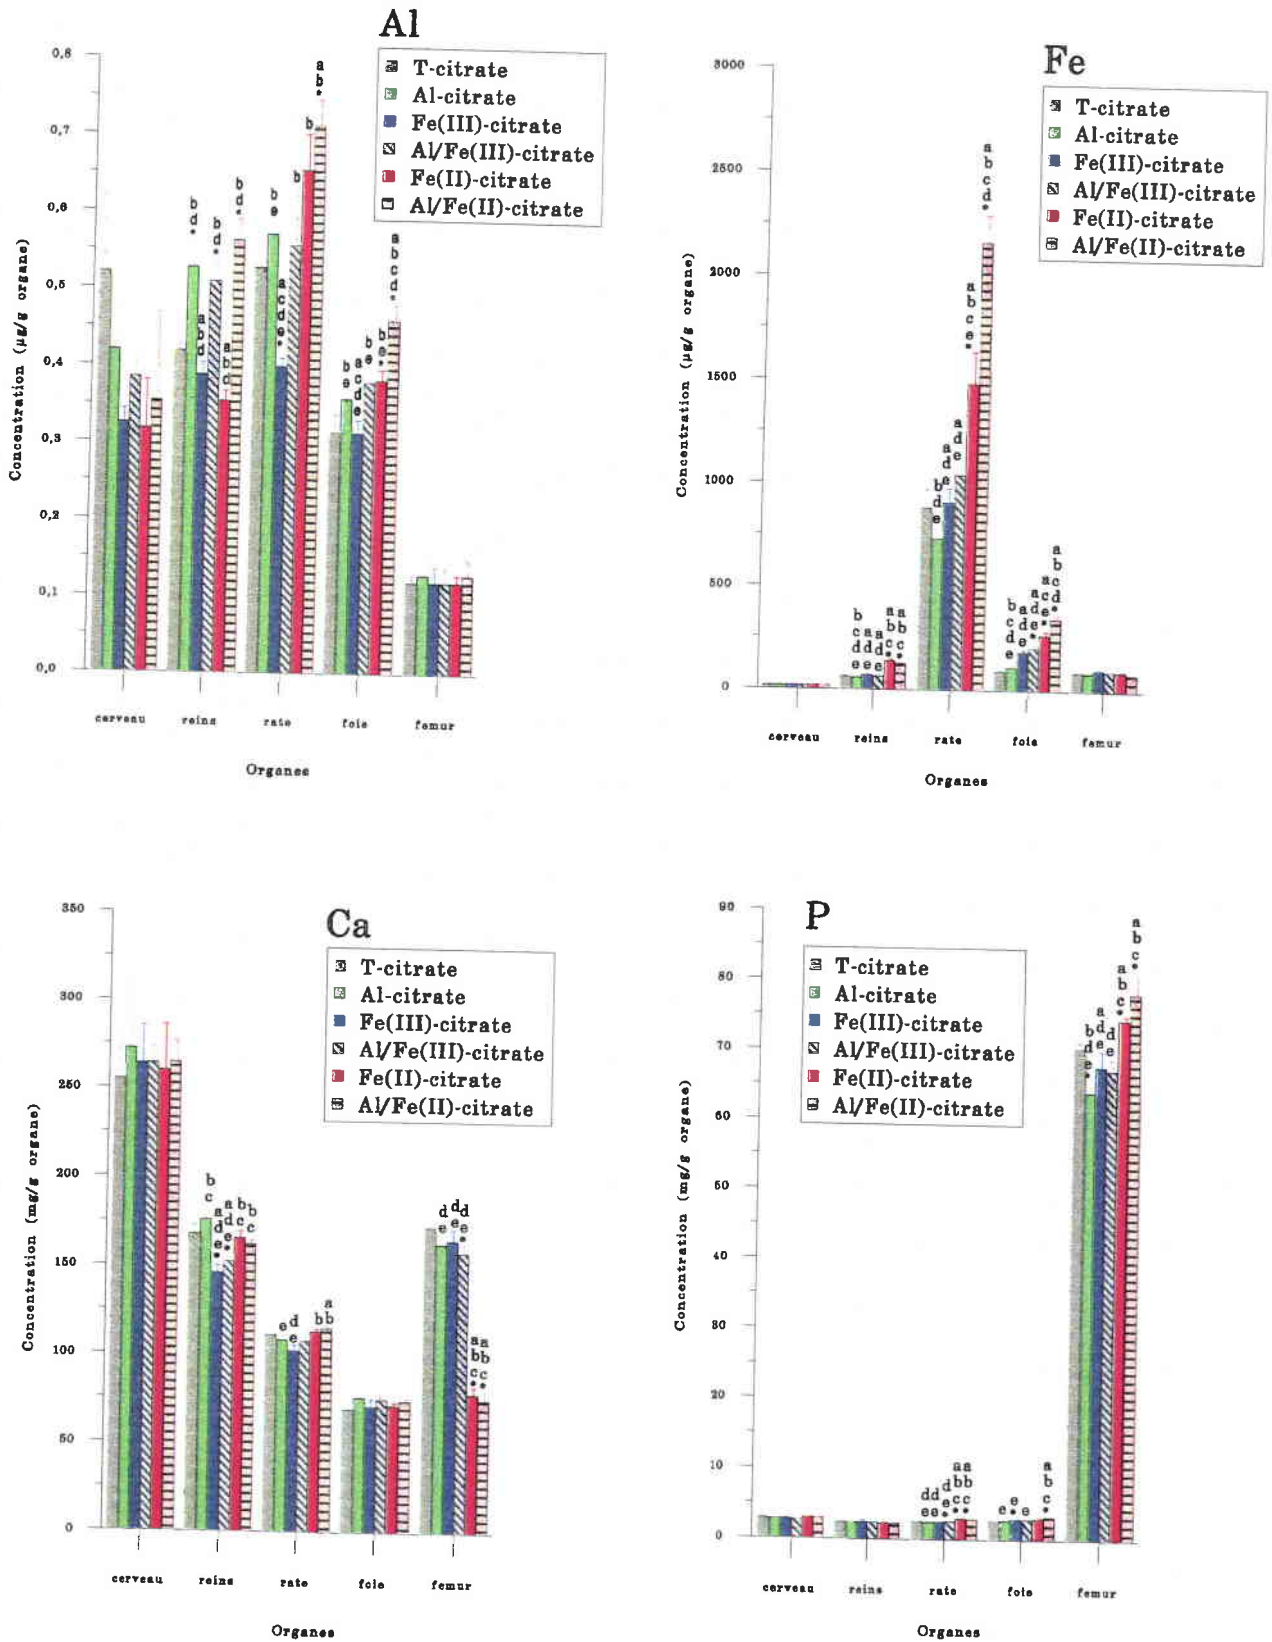 Al
T-citrate
Al-citrate
Fe(III)-citrate
Al/Fe(III)-citrate
Fe(II)-citrate
Al/Fe(II)-citrate
Concentration (µg/g organe)
0,8
0,7
0,6
0,5
0,4
0,3
0,2
0,1
0,0
b d *
a b d
b d *
a b d
b d *
b e
a c d e *
b
b
a b *
b e
a c d e
b e
b e *
a b c d *
cerveau reins rate foie femur
Organes
Fe
T-citrate
Al-citrate
Fe(III)-citrate
Al/Fe(III)-citrate
Fe(II)-citrate
Al/Fe(II)-citrate
Concentration (µg/g organe)
3000
2500
2000
1500
1000
500
0
b c d e
a d e
a d e
a b c *
a b c *
b d e
a d e
a d e
a b c e *
a b c d *
b c d e
a d e
a d e *
a c e *
a b c d *
cerveau reins rate foie femur
Organes
Ca
T-citrate
Al-citrate
Fe(III)-citrate
Al/Fe(III)-citrate
Fe(II)-citrate
Al/Fe(II)-citrate
Concentration (mg/g organe)
350
300
250
200
150
100
50
0
b c
a d e *
a d e *
b c
b c
e
d e
b
a b
d e
d e
d e *
a b c *
a b c *
cerveau reins rate foie femur
Organes
P
T-citrate
Al-citrate
Fe(III)-citrate
Al/Fe(III)-citrate
Fe(II)-citrate
Al/Fe(II)-citrate
Concentration (mg/g organe)
90
80
70
60
50
40
30
20
10
0
d e
d e
d e *
a b c *
a b c *
e
e *
e
a b c *
b d e *
a d e
d e
a b c *
a b c *
cerveau reins rate foie femur
Organes